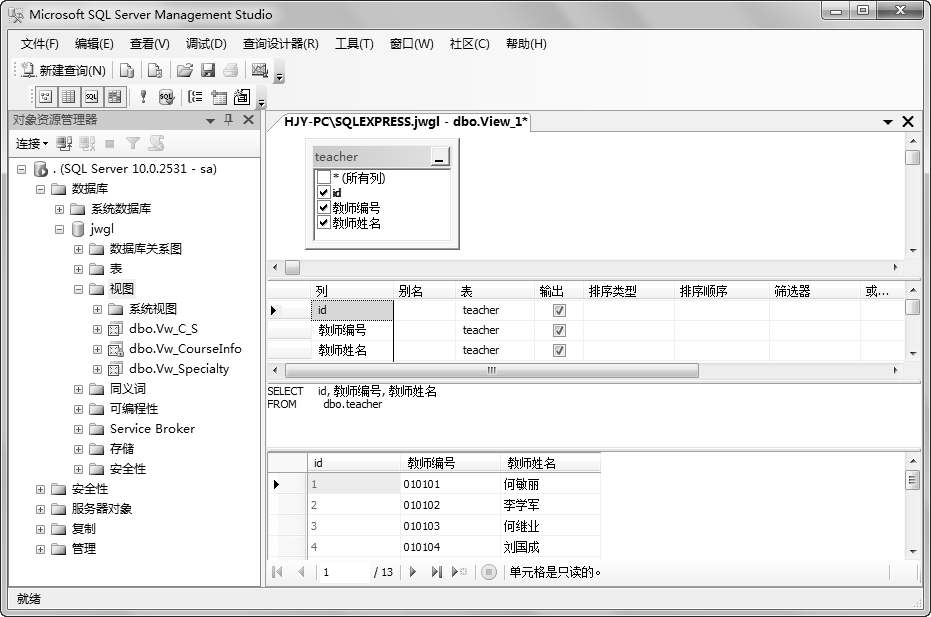 Microsoft SQL Server Management Studio
文件(F) 编辑(E) 查看(V) 调试(D) 查询设计器(R) 工具(T) 窗口(W) 社区(C) 帮助(H)
新建查询(N)
对象资源管理器
连接
. (SQL Server 10.0.2531 - sa)
数据库
系统数据库
jwgl
数据库关系图
表
视图
系统视图
dbo.Vw_C_S
dbo.Vw_CourseInfo
dbo.Vw_Specialty
同义词
可编程性
Service Broker
存储
安全性
安全性
服务器对象
复制
管理
HJY-PC\SQLEXPRESS.jwgl - dbo.View_1*
teacher
* (所有列)
id
教师编号
教师姓名
列 别名 表 输出 排序类型 排序顺序 筛选器 或...
id teacher
教师编号 teacher
教师姓名 teacher
SELECT id, 教师编号, 教师姓名
FROM dbo.teacher
id 教师编号 教师姓名
1 010101 何敏丽
2 010102 李学军
3 010103 何继业
4 010104 刘国成
1 / 13 单元格是只读的。
就绪